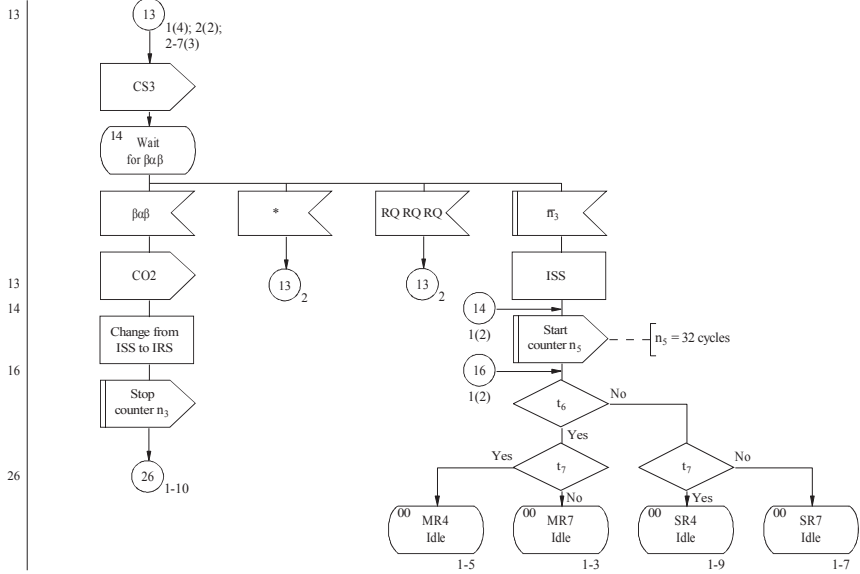 13
13
1(4); 2(2);
2-7(3)
CS3
14
Wait
for βαβ
βαβ
*
RQ RQ RQ
n̅3
CO2
13
2
13
2
ISS
13
14
14
1(2)
Start
counter n5
n5 = 32 cycles
Change from
ISS to IRS
16
16
1(2)
Stop
counter n3
t6
No
Yes
26
26
1-10
Yes
t7
No
t7
No
Yes
00
MR4
Idle
1-5
00
MR7
Idle
1-3
00
SR4
Idle
1-9
00
SR7
Idle
1-7